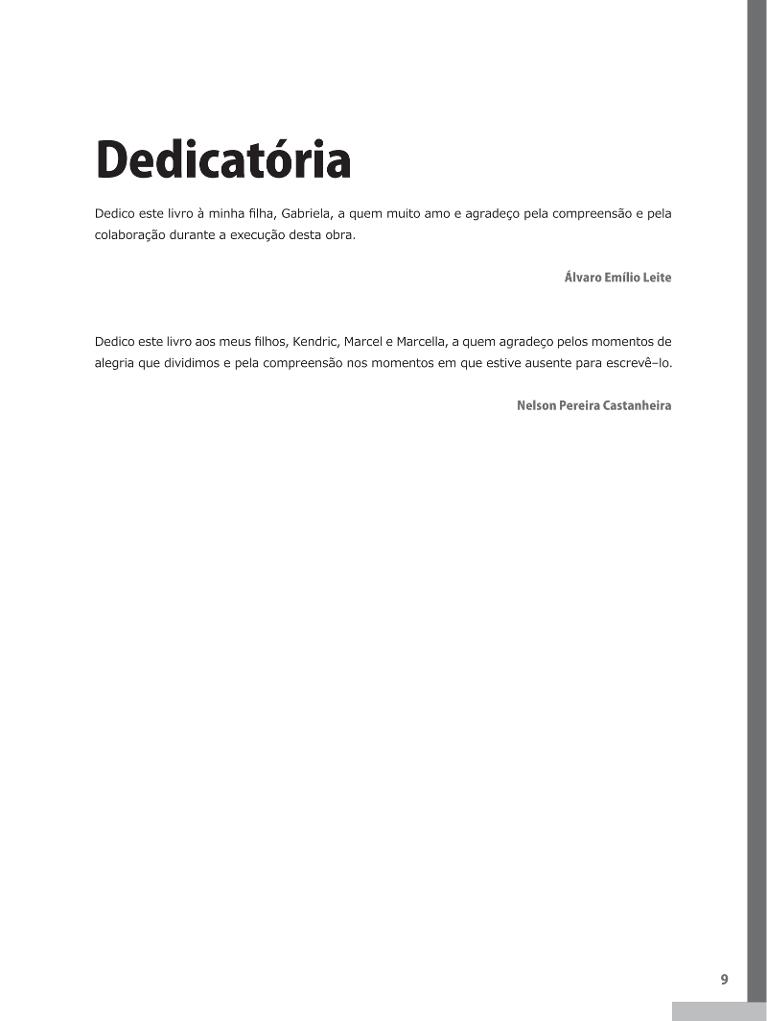 Dedicatória
Dedico este livro à minha filha, Gabriela, a quem muito amo e agradeço pela compreensão e pela
colaboração durante a execução desta obra.
Álvaro Emílio Leite
Dedico este livro aos meus filhos, Kendric, Marcel e Marcella, a quem agradeço pelos momentos de
alegria que dividimos e pela compreensão nos momentos em que estive ausente para escrevê–lo.
Nelson Pereira Castanheira
9